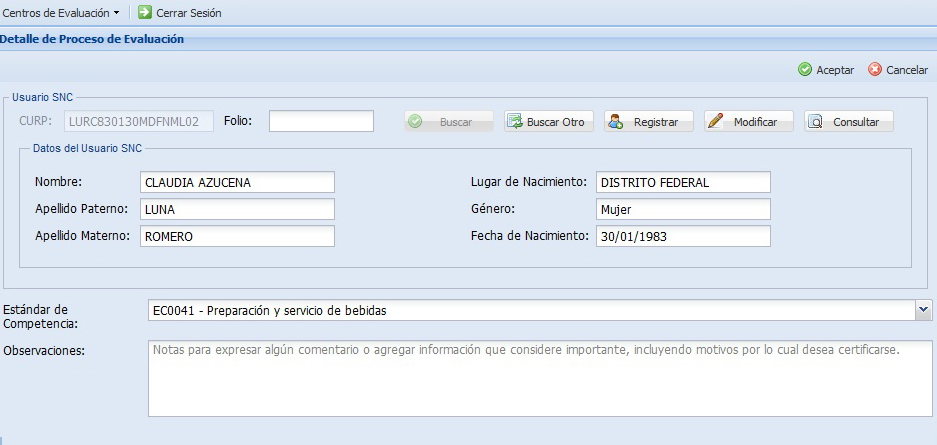 Centros de Evaluación Cerrar Sesión
Detalle de Proceso de Evaluación
Aceptar Cancelar
Usuario SNC
CURP: LURC830130MDFNML02 Folio: Buscar Buscar Otro Registrar Modificar Consultar
Datos del Usuario SNC
Nombre: CLAUDIA AZUCENA Lugar de Nacimiento: DISTRITO FEDERAL
Apellido Paterno: LUNA Género: Mujer
Apellido Materno: ROMERO Fecha de Nacimiento: 30/01/1983
Estándar de Competencia: EC0041 - Preparación y servicio de bebidas
Observaciones: Notas para expresar algún comentario o agregar información que considere importante, incluyendo motivos por lo cual desea certificarse.